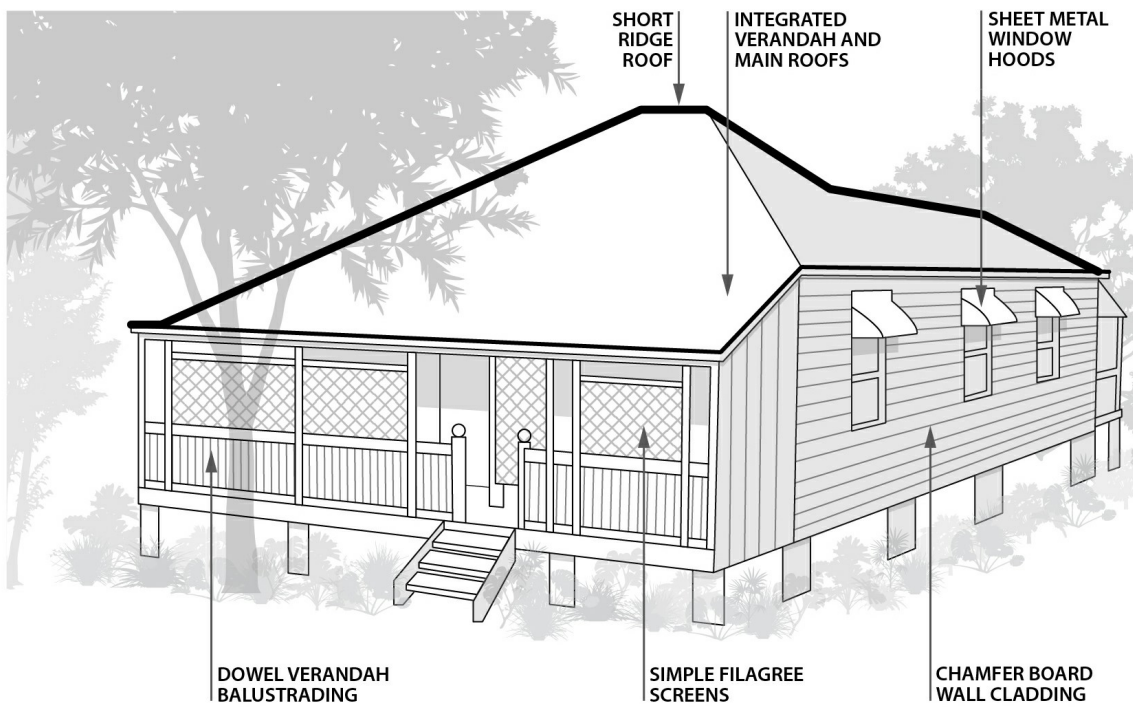 SHORT
RIDGE
ROOF
INTEGRATED
VERANDAH AND
MAIN ROOFS
SHEET METAL
WINDOW
HOODS
DOWEL VERANDAH
BALUSTRADING
SIMPLE FILAGREE
SCREENS
CHAMFER BOARD
WALL CLADDING